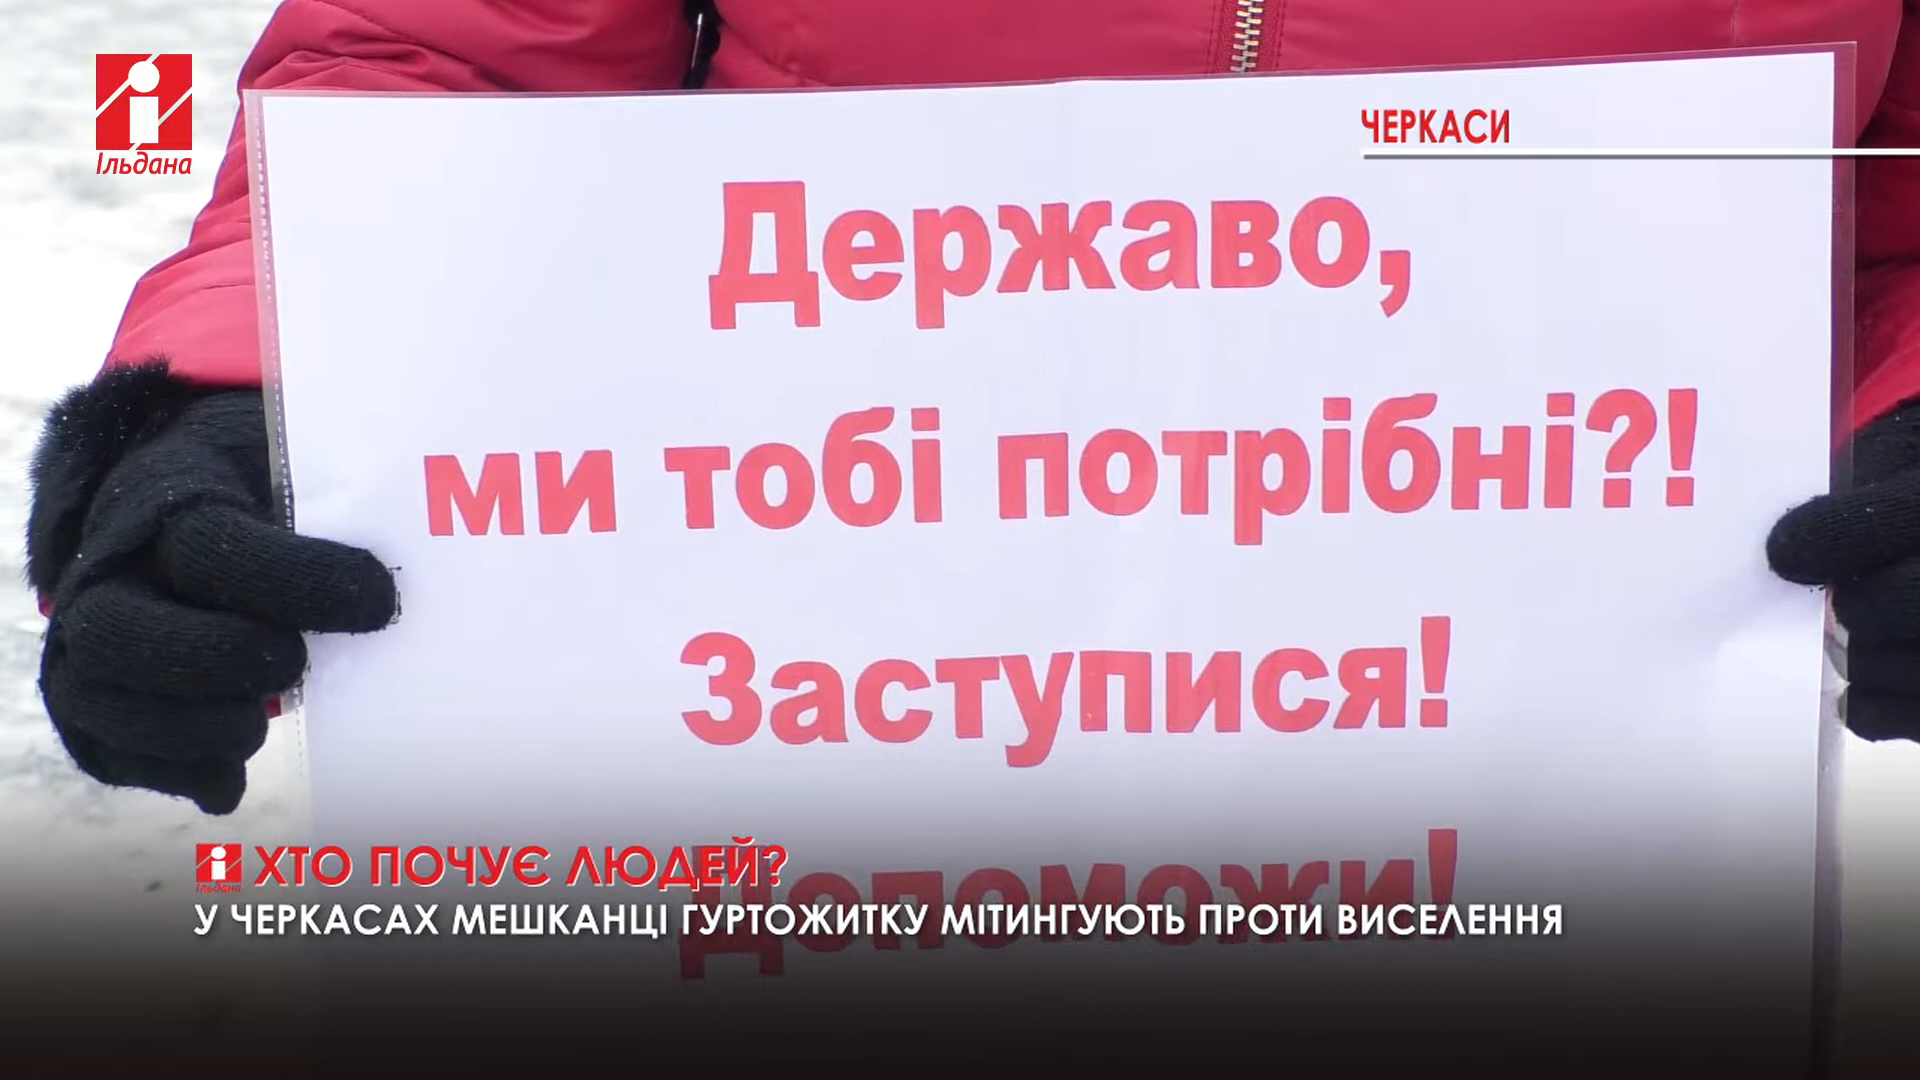 Ільдана
ЧЕРКАСИ
Державо,
ми тобі потрібні?!
Заступися!
Допоможи!
Ільдана
ХТО ПОЧУЄ ЛЮДЕЙ?
У ЧЕРКАСАХ МЕШКАНЦІ ГУРТОЖИТКУ МІТИНГУЮТЬ ПРОТИ ВИСЕЛЕННЯ